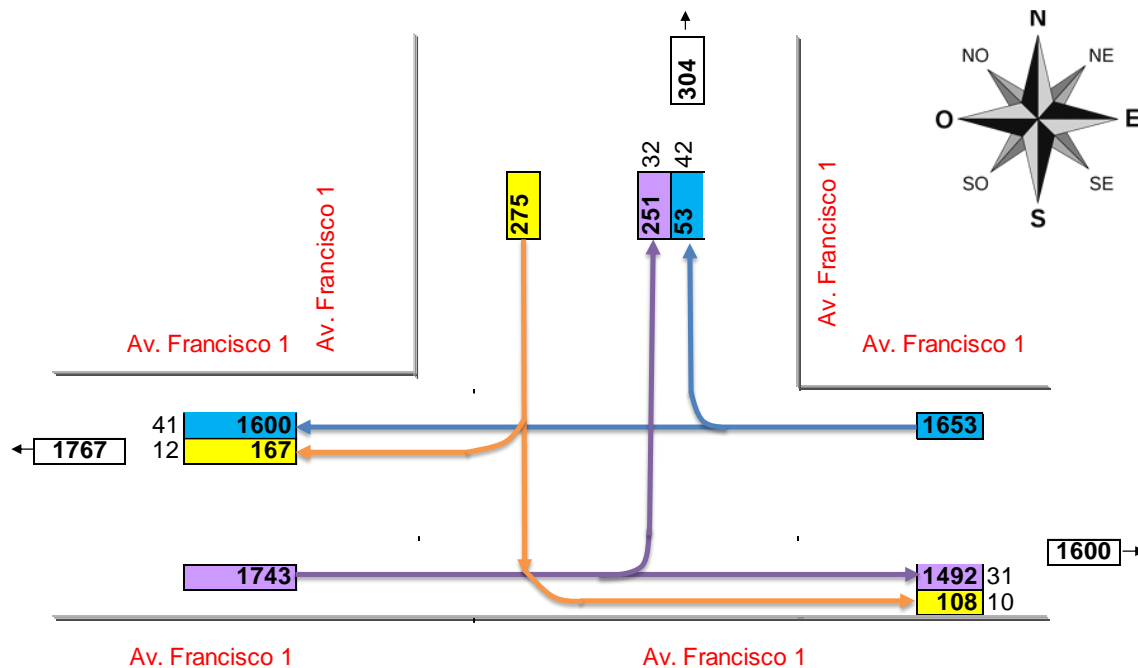 304
N
NO
NE
O
E
SO
SE
S
32
42
275
251
53
Av. Francisco 1
Av. Francisco 1
Av. Francisco 1
Av. Francisco 1
41
1600
1653
1767
12
167
1600
1743
1492
31
108
10
Av. Francisco 1
Av. Francisco 1